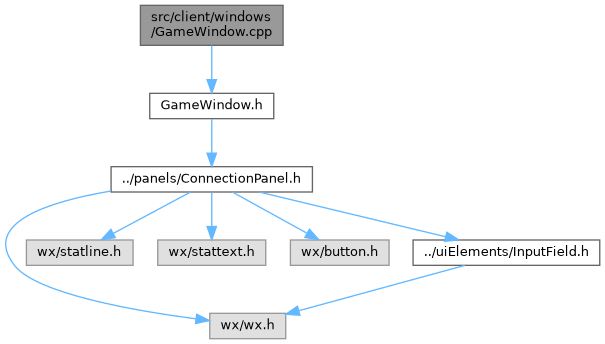 src/client/windows
/GameWindow.cpp
GameWindow.h
../panels/ConnectionPanel.h
wx/statline.h
wx/stattext.h
wx/button.h
../uiElements/InputField.h
wx/wx.h